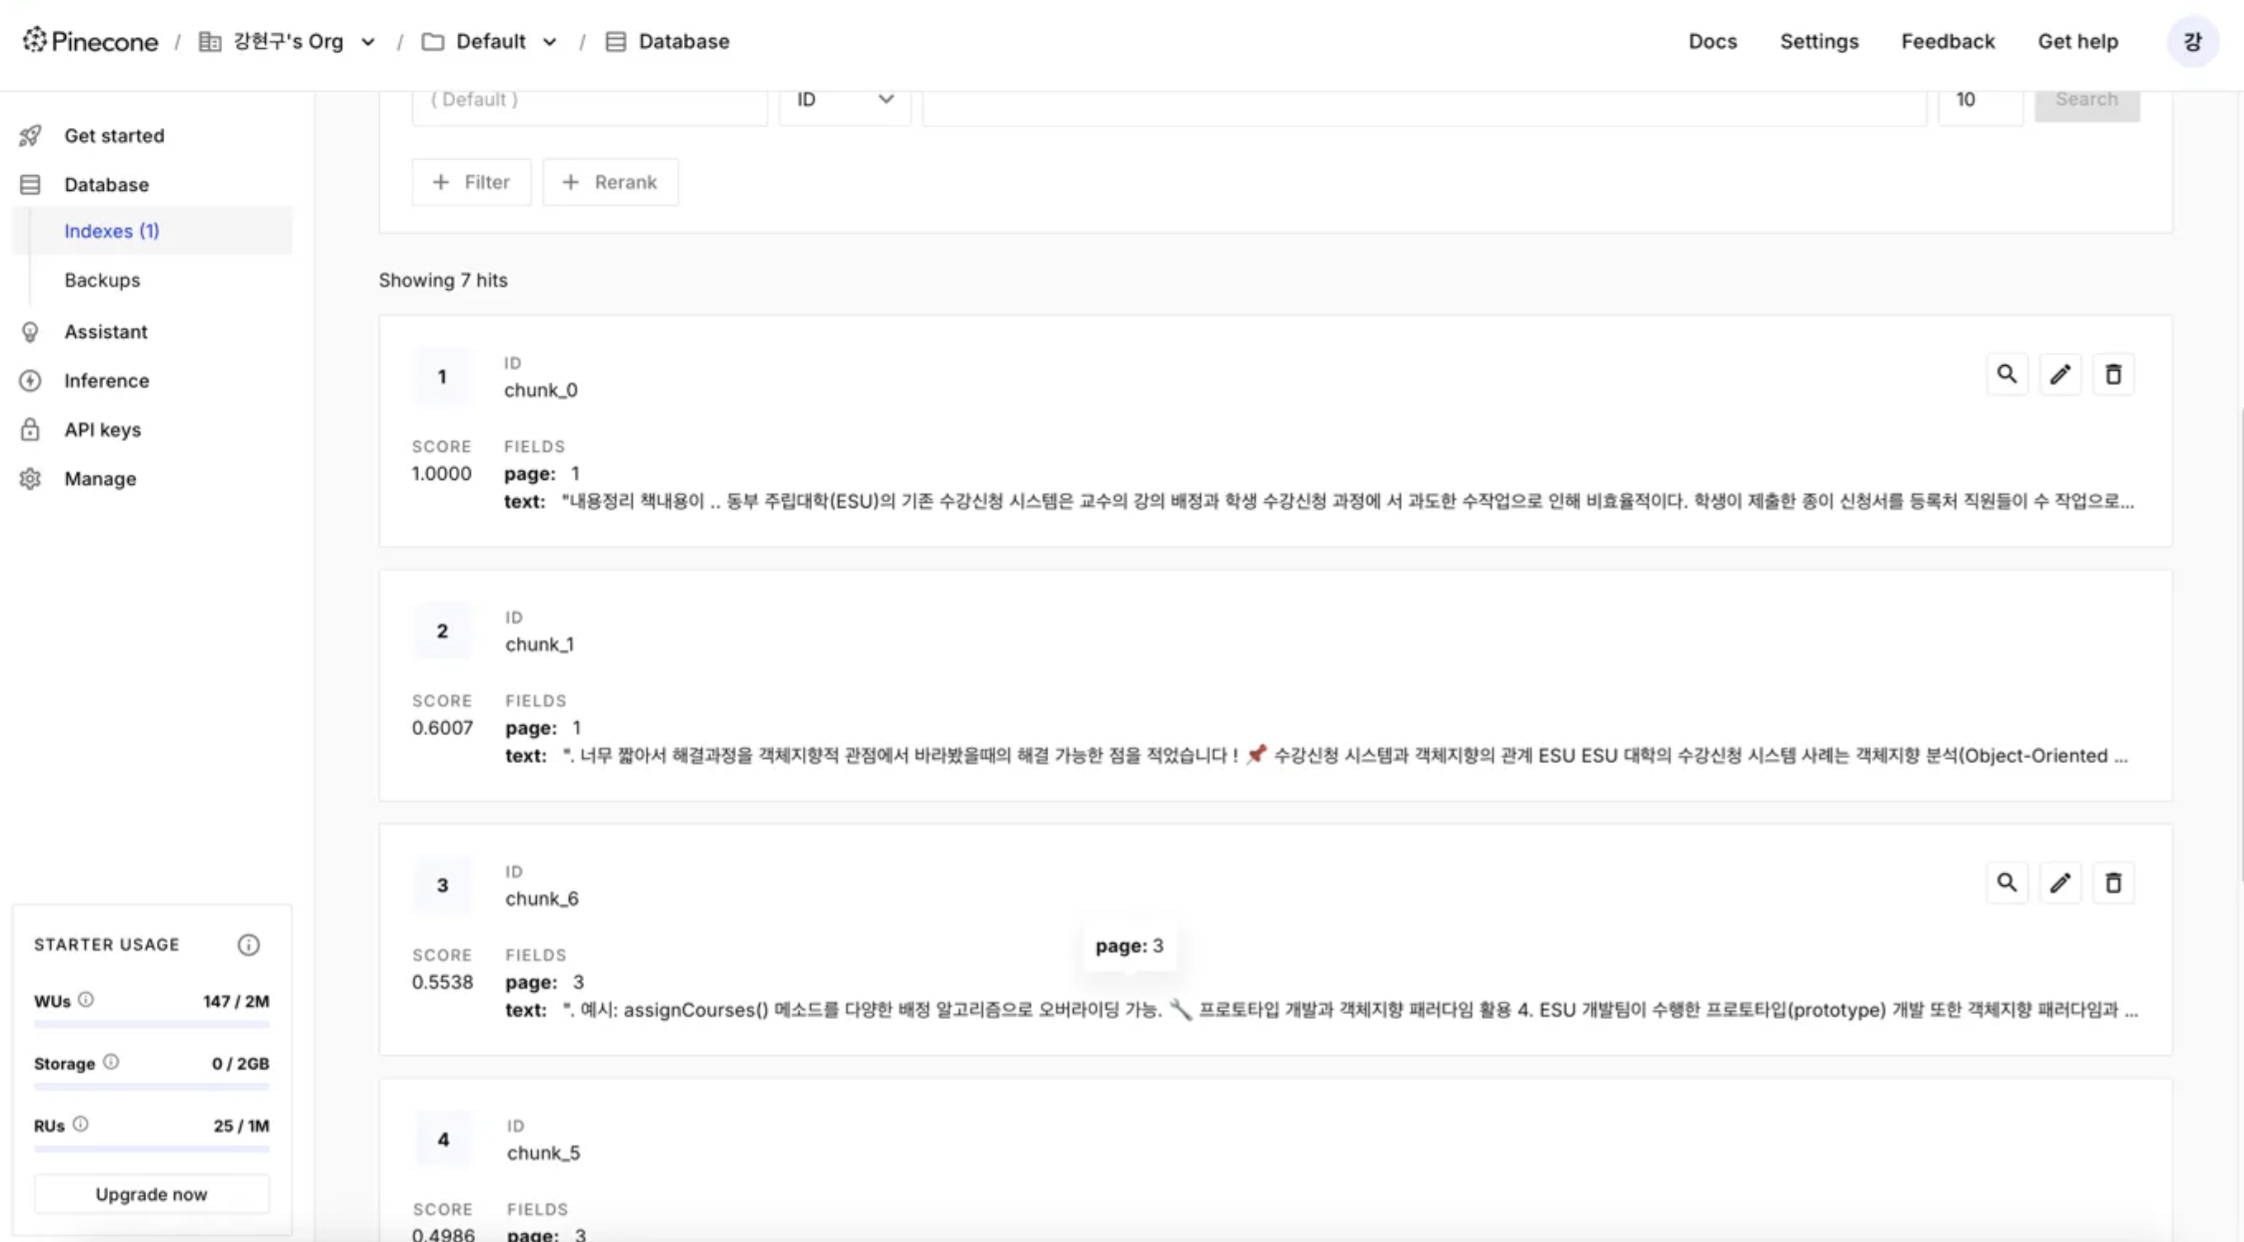 Pinecone / 강현구's Org / Default / Database
Docs Settings Feedback Get help 강
Get started
Database
Indexes (1)
Backups
Assistant
Inference
API keys
Manage
STARTER USAGE
WUs 147 / 2M
Storage 0 / 2GB
RUs 25 / 1M
Upgrade now
( Default ) ID 10 Search
+ Filter + Rerank
Showing 7 hits
1
ID
chunk_0
SCORE FIELDS
1.0000 page: 1
text: "내용정리 책내용이 .. 동부 주립대학(ESU)의 기존 수강신청 시스템은 교수의 강의 배정과 학생 수강신청 과정에 서 과도한 수작업으로 인해 비효율적이다. 학생이 제출한 종이 신청서를 등록처 직원들이 수 작업으로...
2
ID
chunk_1
SCORE FIELDS
0.6007 page: 1
text: ". 너무 짧아서 해결과정을 객체지향적 관점에서 바라봤을때의 해결 가능한 점을 적었습니다 ! 📌 수강신청 시스템과 객체지향의 관계 ESU ESU 대학의 수강신청 시스템 사례는 객체지향 분석(Object-Oriented ...
3
ID
chunk_6
page: 3
SCORE FIELDS
0.5538 page: 3
text: ". 예시: assignCourses() 메소드를 다양한 배정 알고리즘으로 오버라이딩 가능. 🔧 프로토타입 개발과 객체지향 패러다임 활용 4. ESU 개발팀이 수행한 프로토타입(prototype) 개발 또한 객체지향 패러다임과 ...
4
ID
chunk_5
SCORE FIELDS
0.4986 page: 3